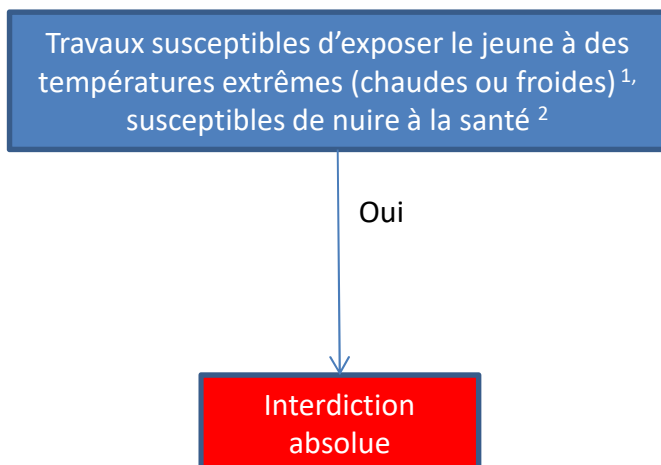 Travaux susceptibles d’exposer le jeune à des
températures extrêmes (chaudes ou froides) 1,
susceptibles de nuire à la santé 2
Oui
Interdiction
absolue